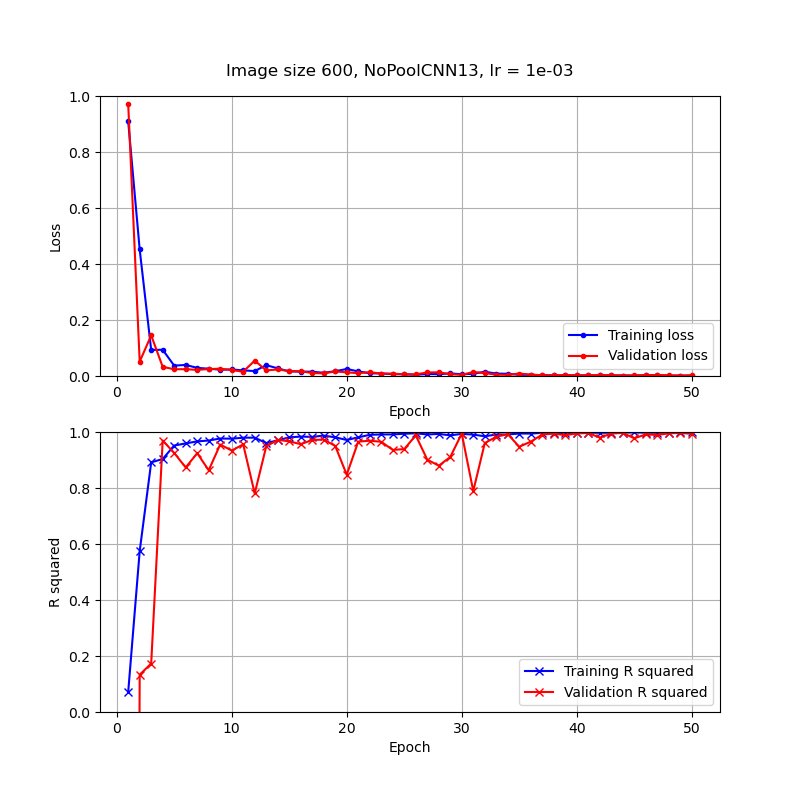 Image size 600, NoPoolCNN13, lr = 1e-03
1.0
0.8
0.6
0.4
0.2
0.0
Loss
Training loss
Validation loss
0 10 20 30 40 50
Epoch
1.0
0.8
0.6
0.4
0.2
0.0
R squared
Training R squared
Validation R squared
0 10 20 30 40 50
Epoch